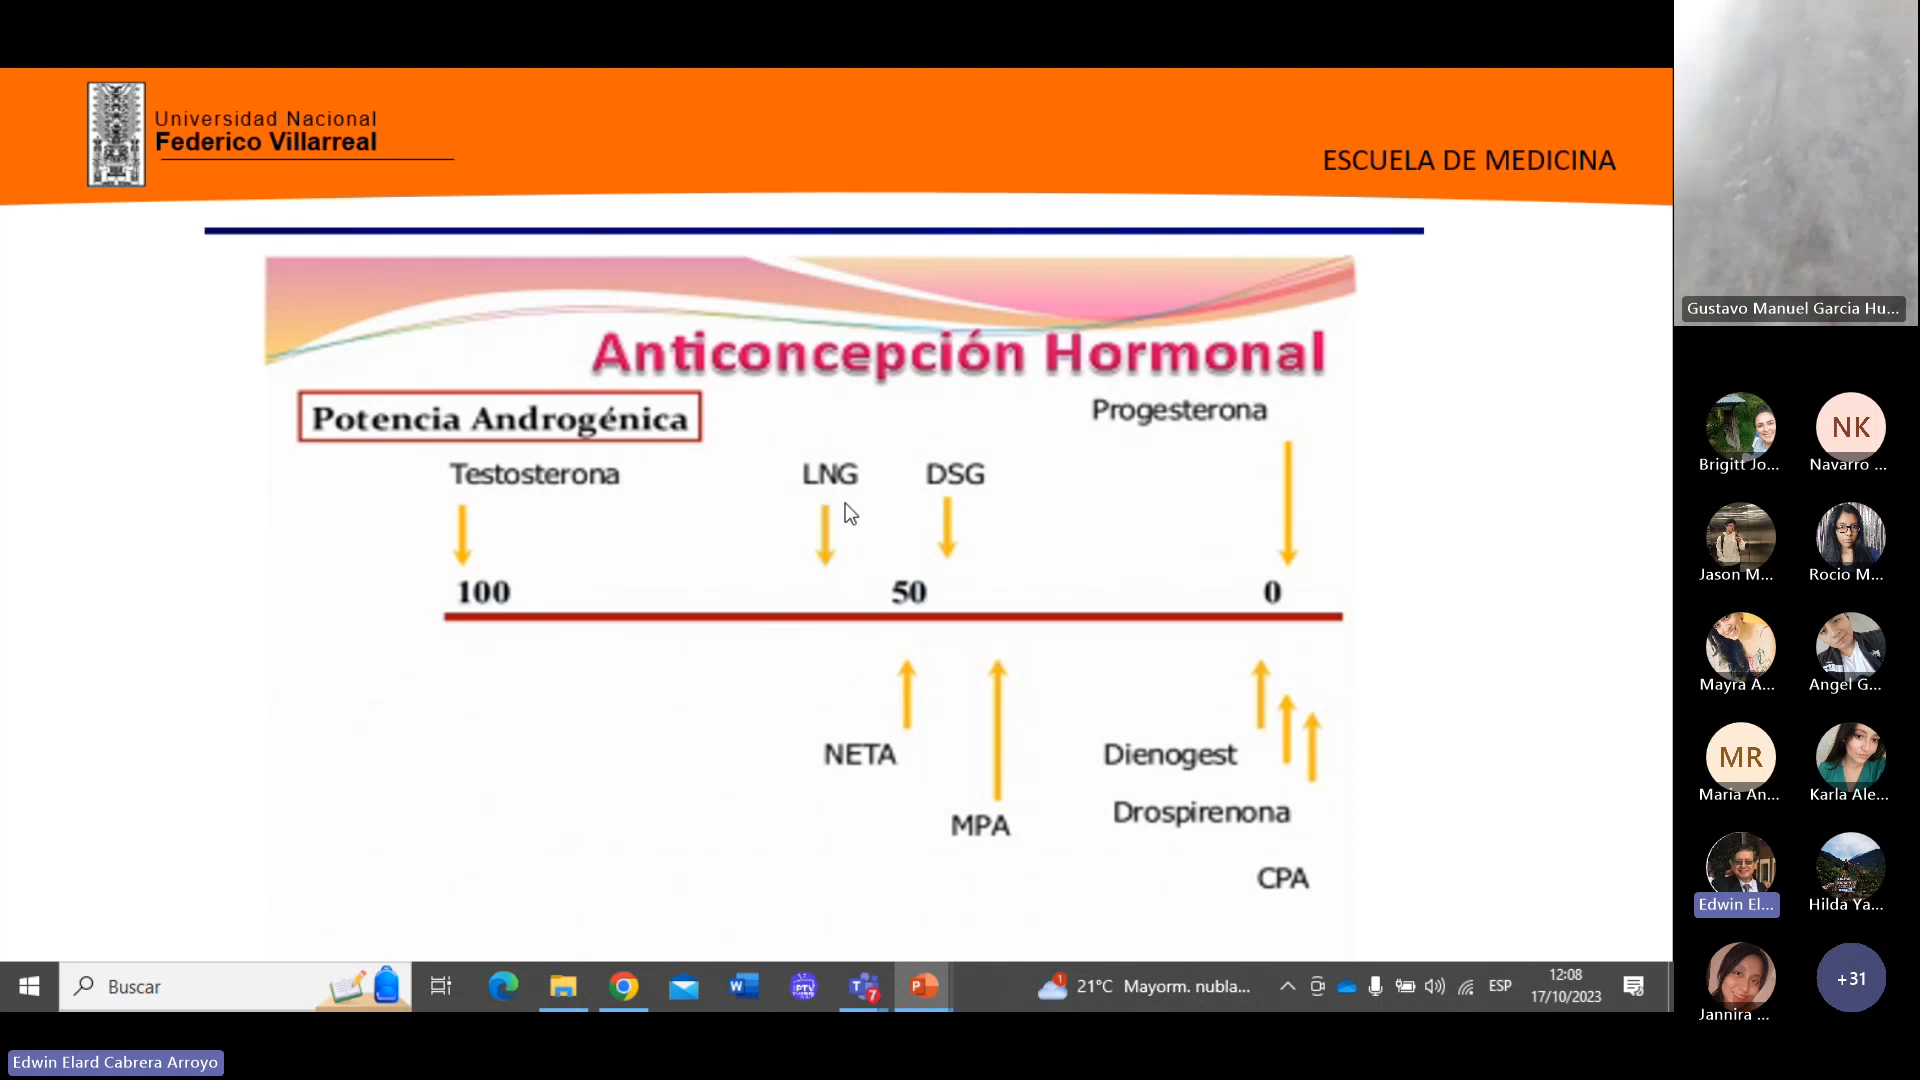 Universidad Nacional
Federico Villarreal
ESCUELA DE MEDICINA
Anticoncepción Hormonal
Potencia Androgénica
Progesterona
Testosterona
LNG
DSG
100
50
0
NETA
MPA
Dienogest
Drospirenona
CPA
Gustavo Manuel Garcia Hu...
Brigitt Jo...
NK
Navarro ...
Jason M...
Rocio M...
Mayra A...
Angel G...
MR
Maria An...
Karla Ale...
Edwin El...
Hilda Ya...
Jannira ...
+31
Buscar
7
1
21°C Mayorm. nubla...
ESP
12:08
17/10/2023
Edwin Elard Cabrera Arroyo